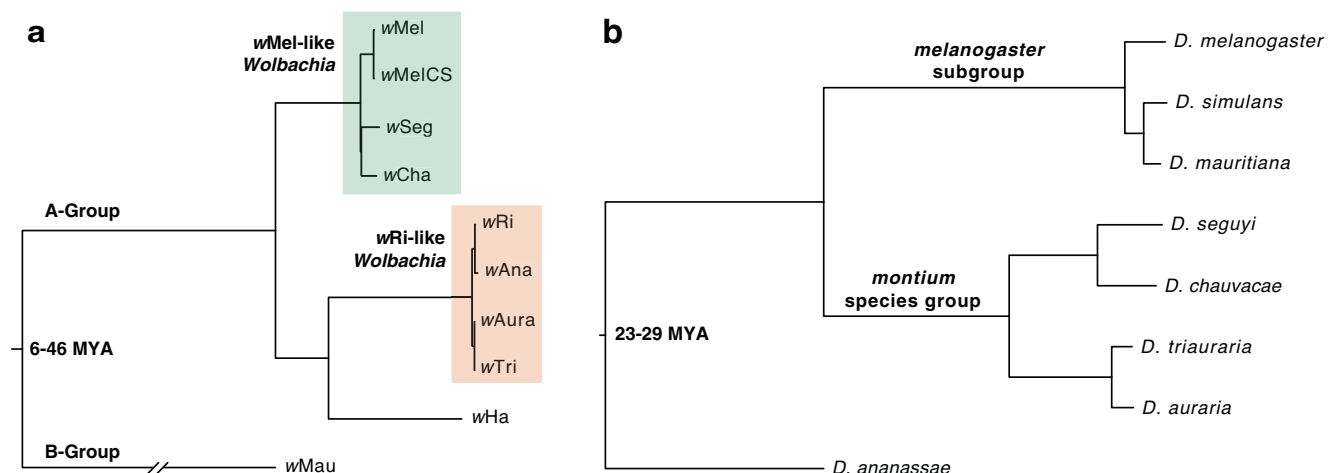 a
wMel-like
Wolbachia
wMel
wMelCS
wSeg
wCha
A-Group
wRi-like
Wolbachia
wRi
wAna
wAura
wTri
6-46 MYA
wHa
B-Group
wMau
b
melanogaster
subgroup
D. melanogaster
D. simulans
D. mauritiana
montium
species group
D. seguyi
D. chauvacae
23-29 MYA
D. triauraria
D. auraria
D. ananassae